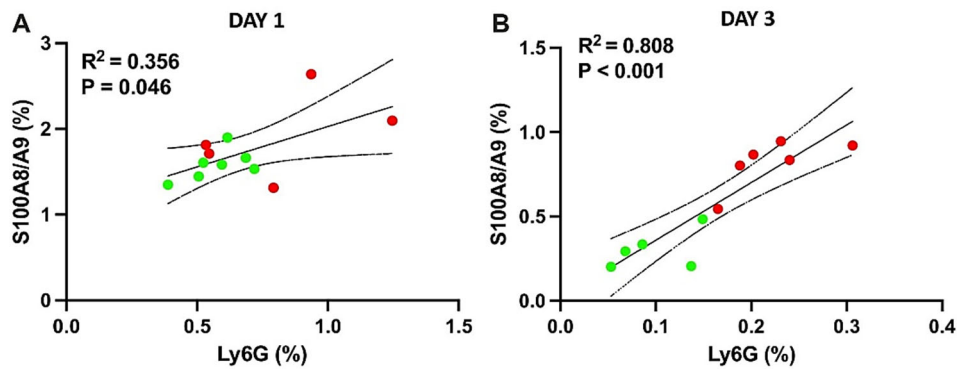 A
DAY 1
R² = 0.356
P = 0.046
S100A8/A9 (%)
3
2
1
0
0.0 0.5 1.0 1.5
Ly6G (%)
B
DAY 3
R² = 0.808
P < 0.001
S100A8/A9 (%)
1.5
1.0
0.5
0.0
0.0 0.1 0.2 0.3 0.4
Ly6G (%)